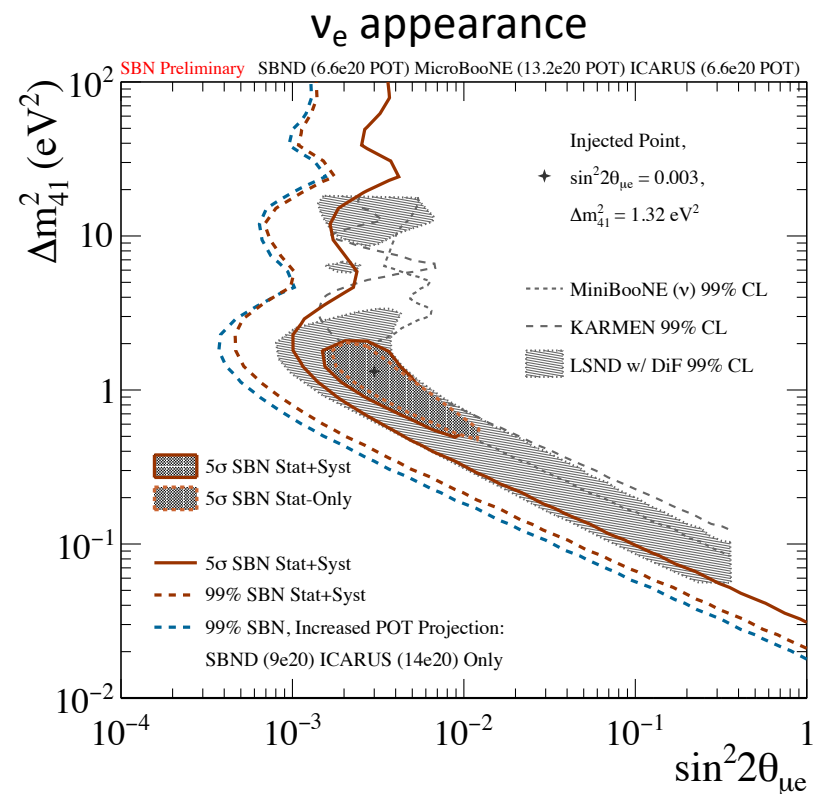 νe appearance
SBN Preliminary SBND (6.6e20 POT) MicroBooNE (13.2e20 POT) ICARUS (6.6e20 POT)
Δm²₄₁ (eV²)
10²
10
1
10⁻¹
10⁻²
Injected Point,
sin²2θμe = 0.003,
Δm²₄₁ = 1.32 eV²
MiniBooNE (ν) 99% CL
KARMEN 99% CL
LSND w/ DiF 99% CL
5σ SBN Stat+Syst
5σ SBN Stat-Only
5σ SBN Stat+Syst
99% SBN Stat+Syst
99% SBN, Increased POT Projection:
SBND (9e20) ICARUS (14e20) Only
10⁻⁴ 10⁻³ 10⁻² 10⁻¹ 1
sin²2θμe